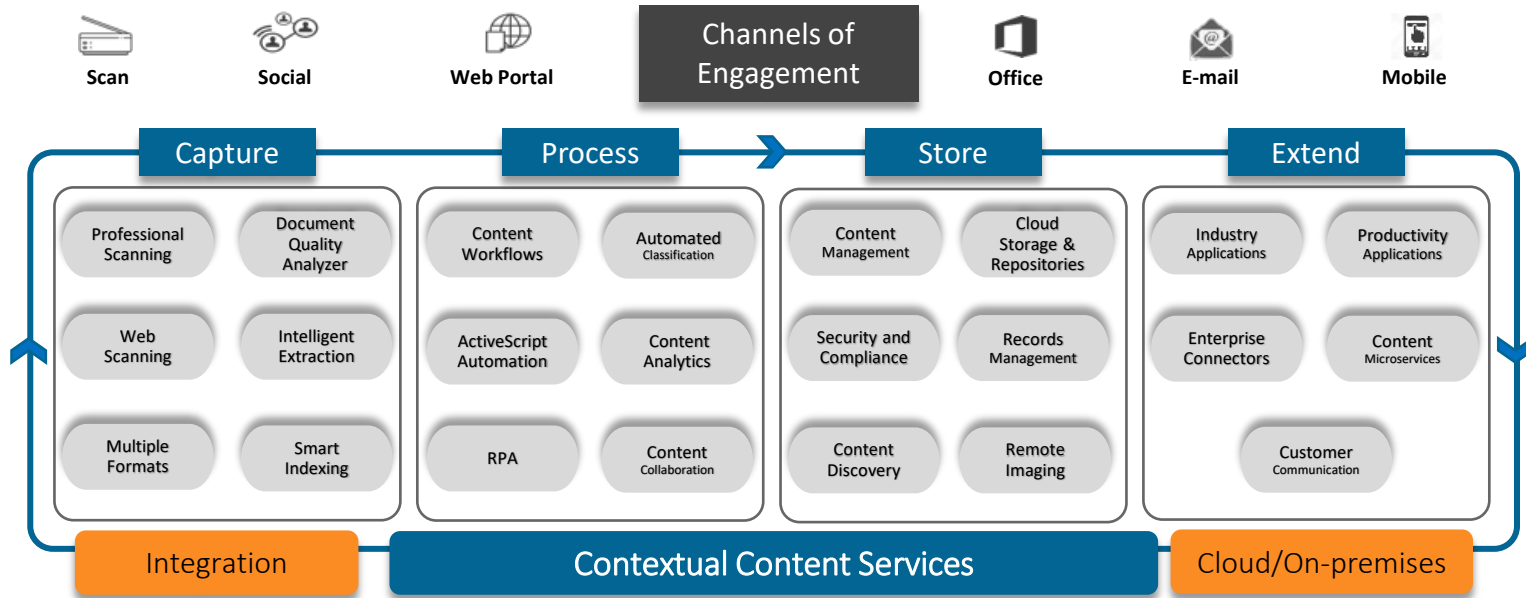 Channels of
Engagement
Scan
Social
Web Portal
Office
E-mail
Mobile
Capture
Process
Store
Extend
Professional
Scanning
Document
Quality
Analyzer
Web
Scanning
Intelligent
Extraction
Multiple
Formats
Smart
Indexing
Content
Workflows
Automated
Classification
ActiveScript
Automation
Content
Analytics
RPA
Content
Collaboration
Content
Management
Cloud
Storage &
Repositories
Security and
Compliance
Records
Management
Content
Discovery
Remote
Imaging
Industry
Applications
Productivity
Applications
Enterprise
Connectors
Content
Microservices
Customer
Communication
Integration
Contextual Content Services
Cloud/On-premises